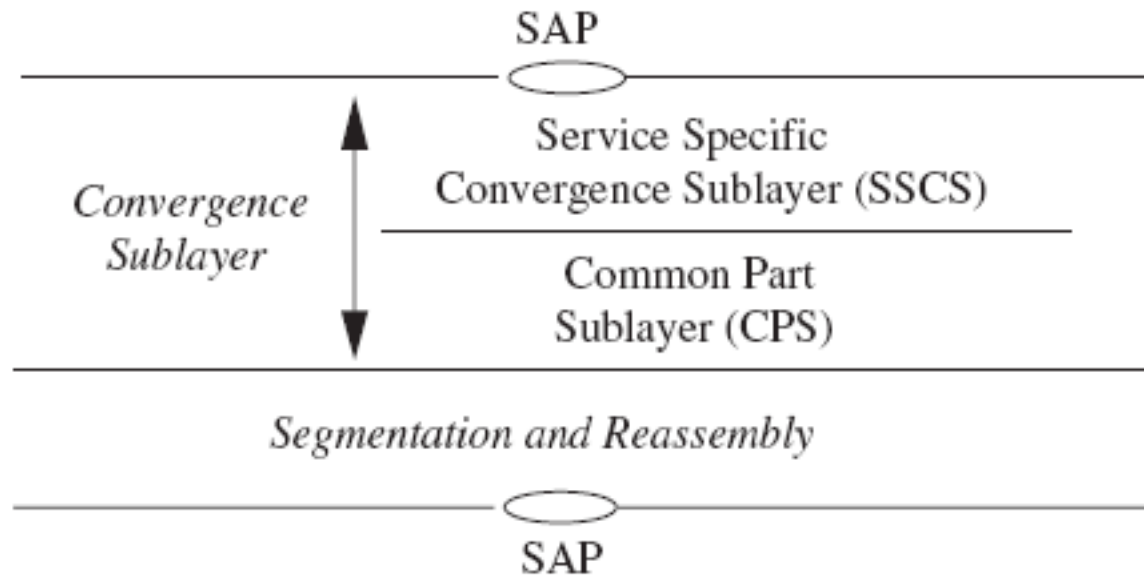 SAP
Service Specific
Convergence Sublayer (SSCS)
Convergence
Sublayer
Common Part
Sublayer (CPS)
Segmentation and Reassembly
SAP